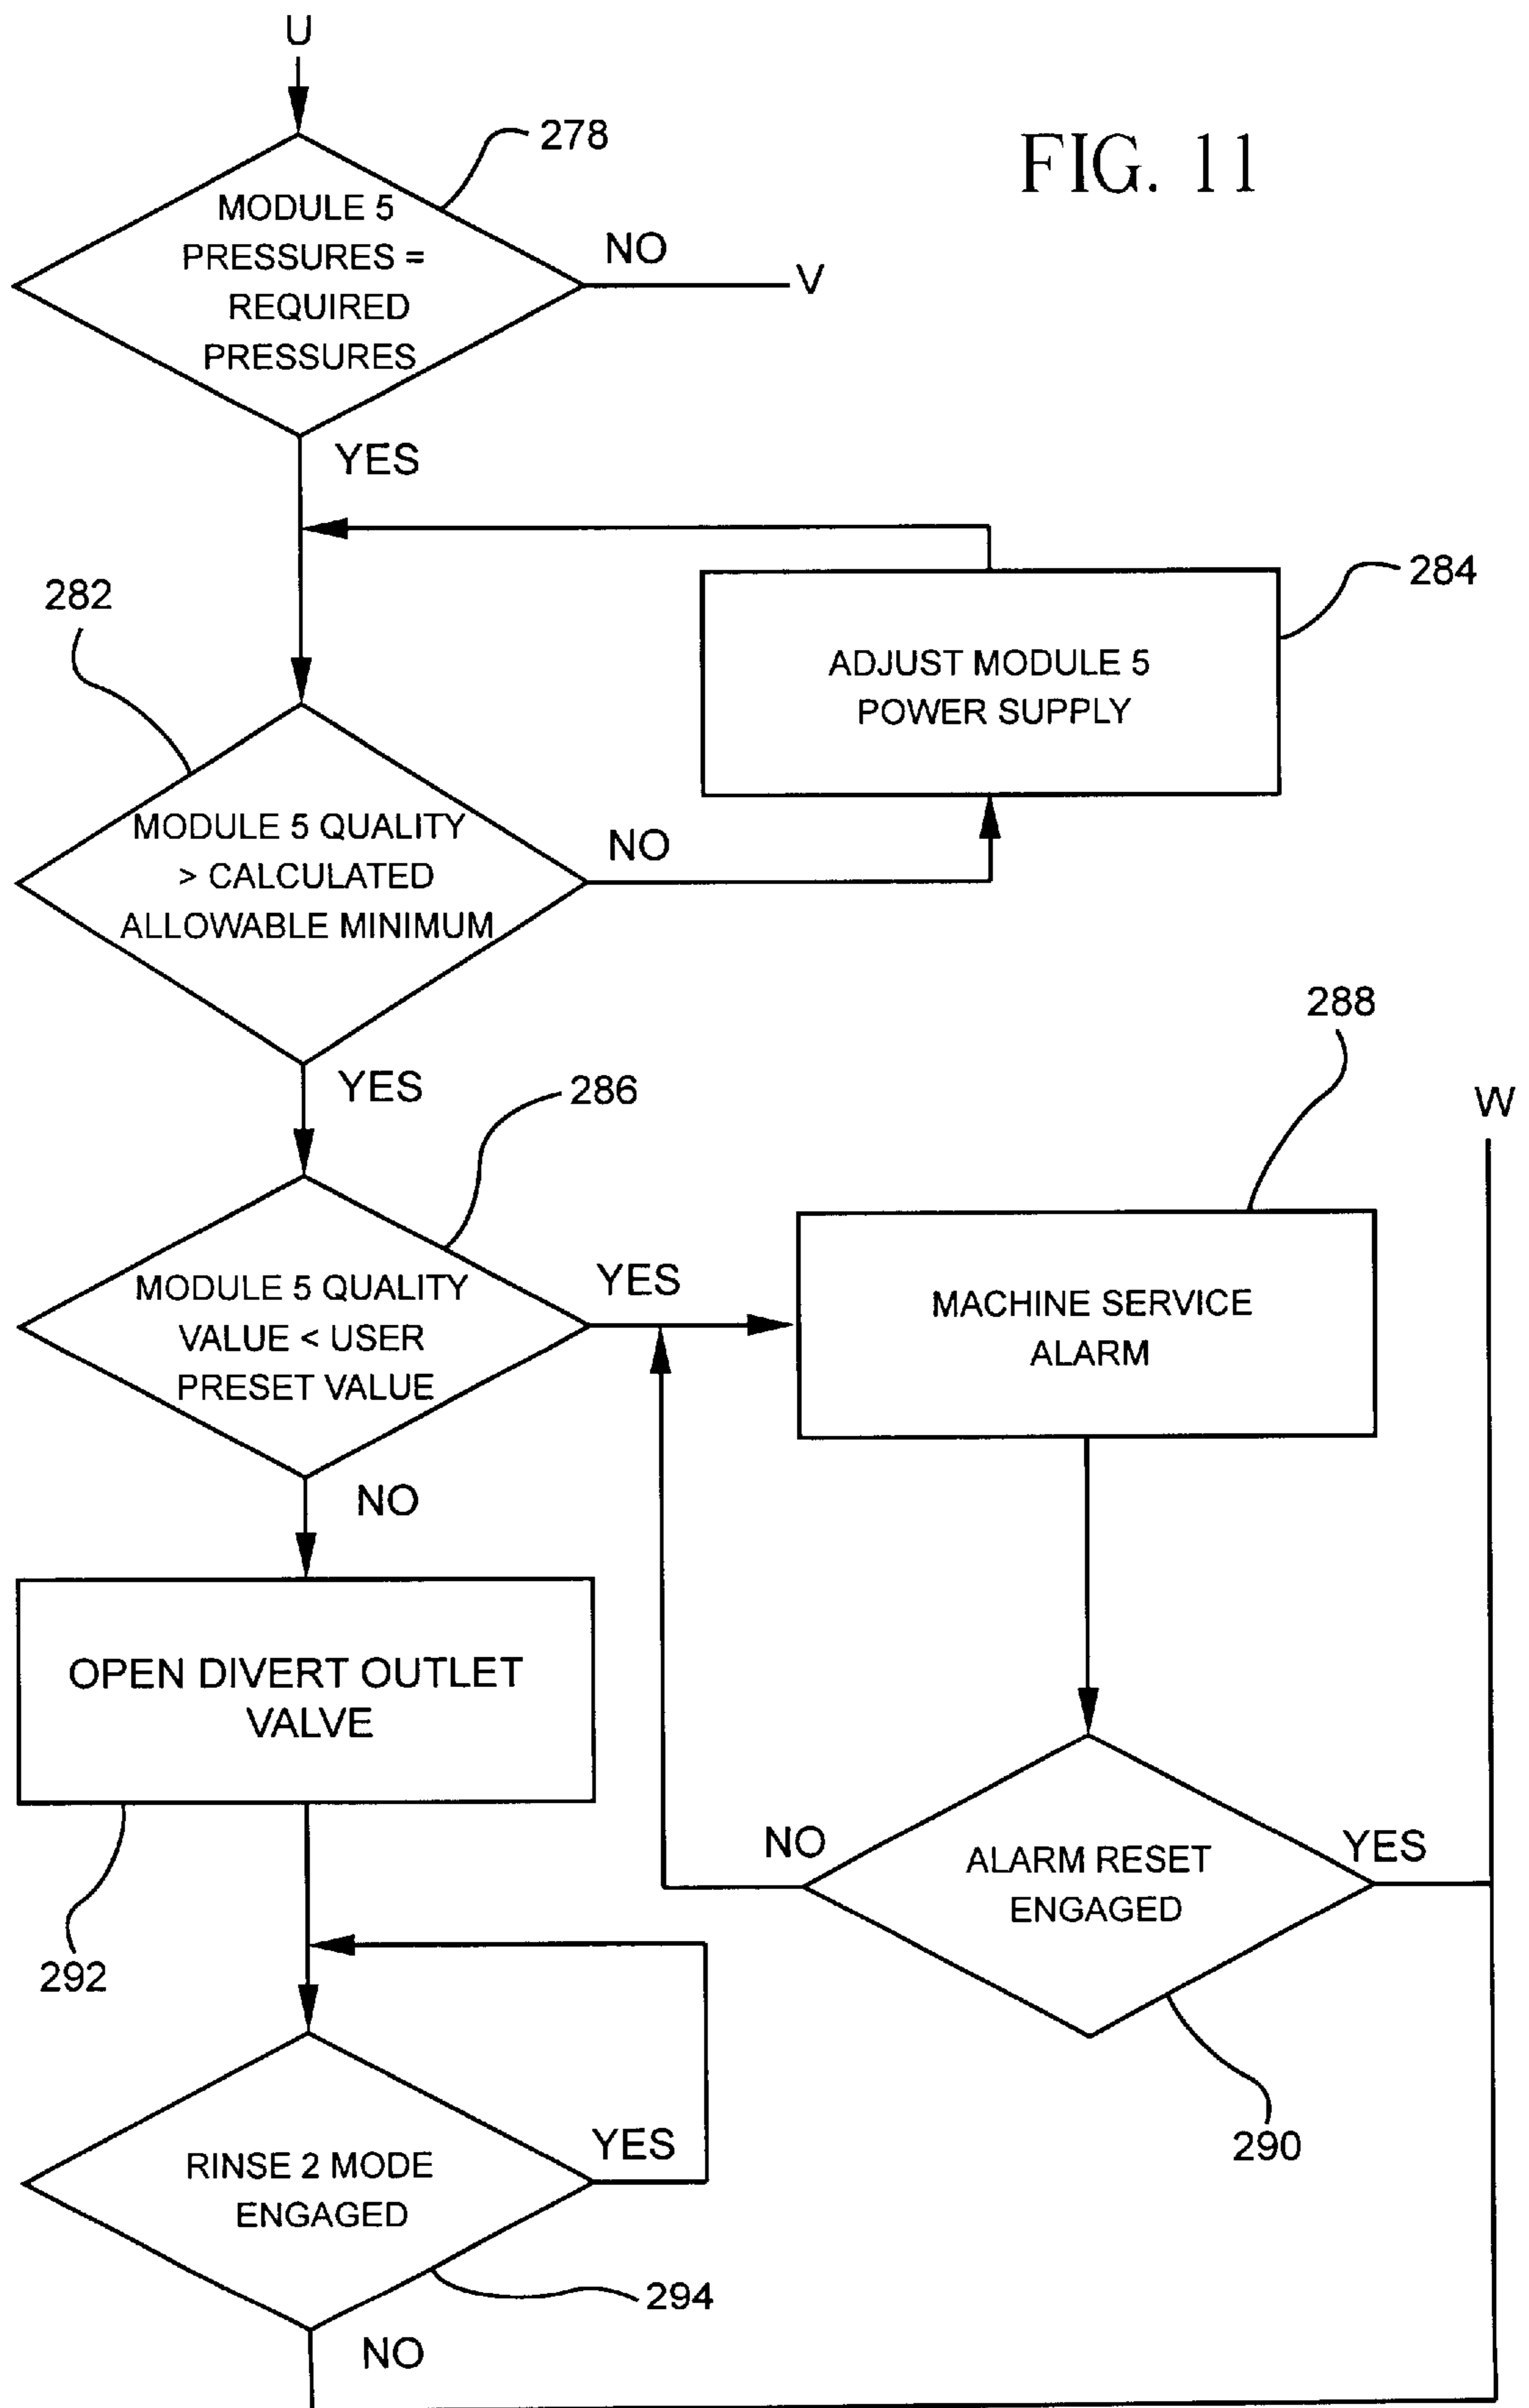 U
278
FIG. 11
MODULE 5
PRESSURES =
REQUIRED
PRESSURES
NO
V
YES
284
282
ADJUST MODULE 5
POWER SUPPLY
MODULE 5 QUALITY
> CALCULATED
ALLOWABLE MINIMUM
NO
288
YES
286
W
MODULE 5 QUALITY
VALUE < USER
PRESET VALUE
YES
MACHINE SERVICE
ALARM
NO
OPEN DIVERT OUTLET
VALVE
NO
ALARM RESET
ENGAGED
YES
292
290
RINSE 2 MODE
ENGAGED
YES
294
NO